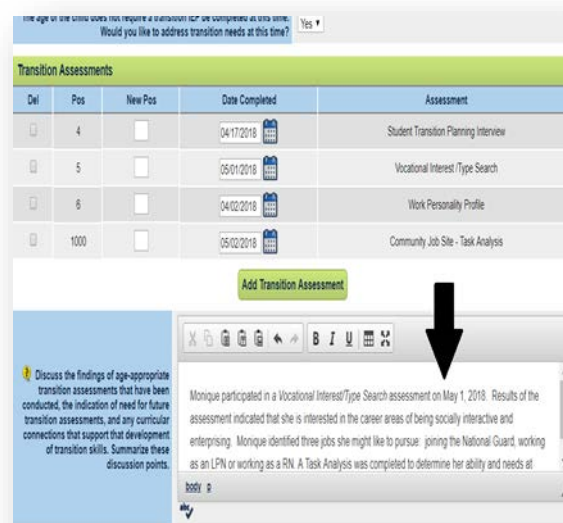 The age of the child does not require a transition IEP be completed at this time.
Would you like to address transition needs at this time?
Yes
Transition Assessments
Del Pos New Pos Date Completed Assessment
4 04/17/2018 Student Transition Planning Interview
5 05/01/2018 Vocational Interest /Type Search
6 04/02/2018 Work Personality Profile
1000 05/02/2018 Community Job Site - Task Analysis
Add Transition Assessment
B I U
Discuss the findings of age-appropriate
transition assessments that have been
conducted, the indication of need for future
transition assessments, and any curricular
connections that support that development
of transition skills. Summarize these
discussion points.
Monique participated in a Vocational Interest/Type Search assessment on May 1, 2018. Results of the
assessment indicated that she is interested in the career areas of being socially interactive and
enterprising. Monique identified three jobs she might like to pursue: joining the National Guard, working
as an LPN or working as a RN. A Task Analysis was completed to determine her ability and needs at
body p
abc